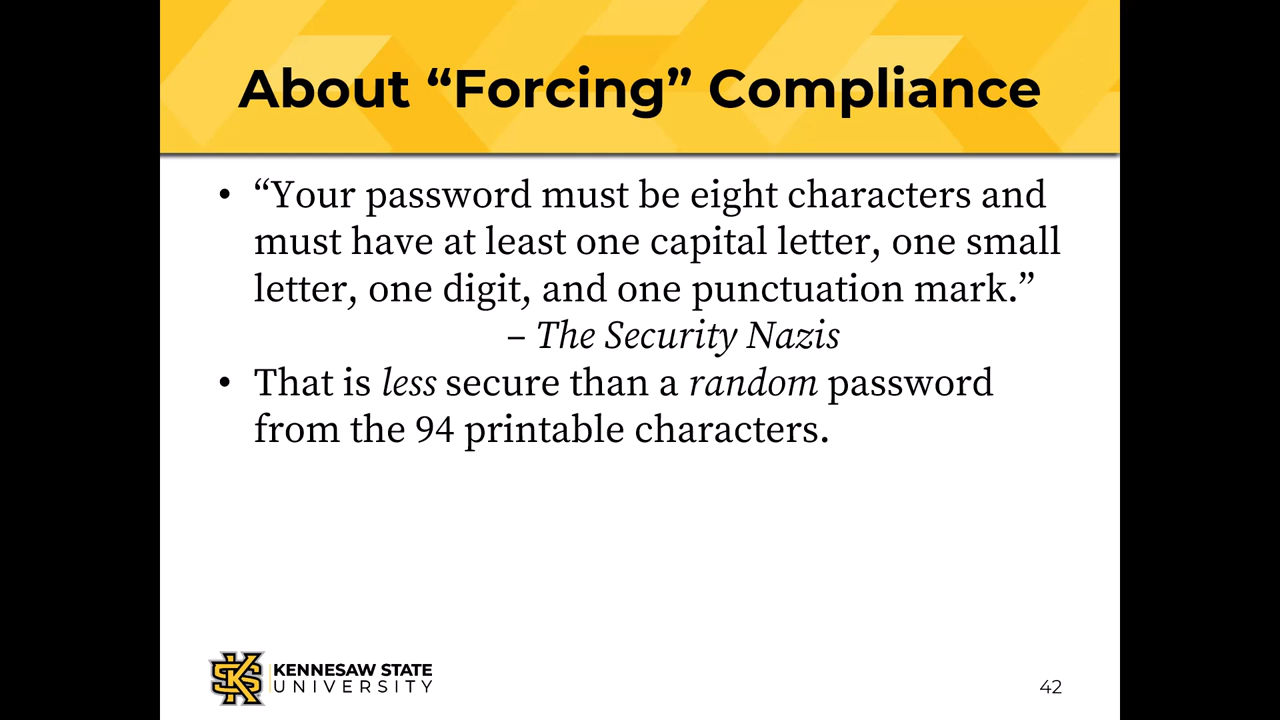 About “Forcing” Compliance
• “Your password must be eight characters and
must have at least one capital letter, one small
letter, one digit, and one punctuation mark.”
– The Security Nazis
• That is less secure than a random password
from the 94 printable characters.
KENNESAW STATE
UNIVERSITY
42